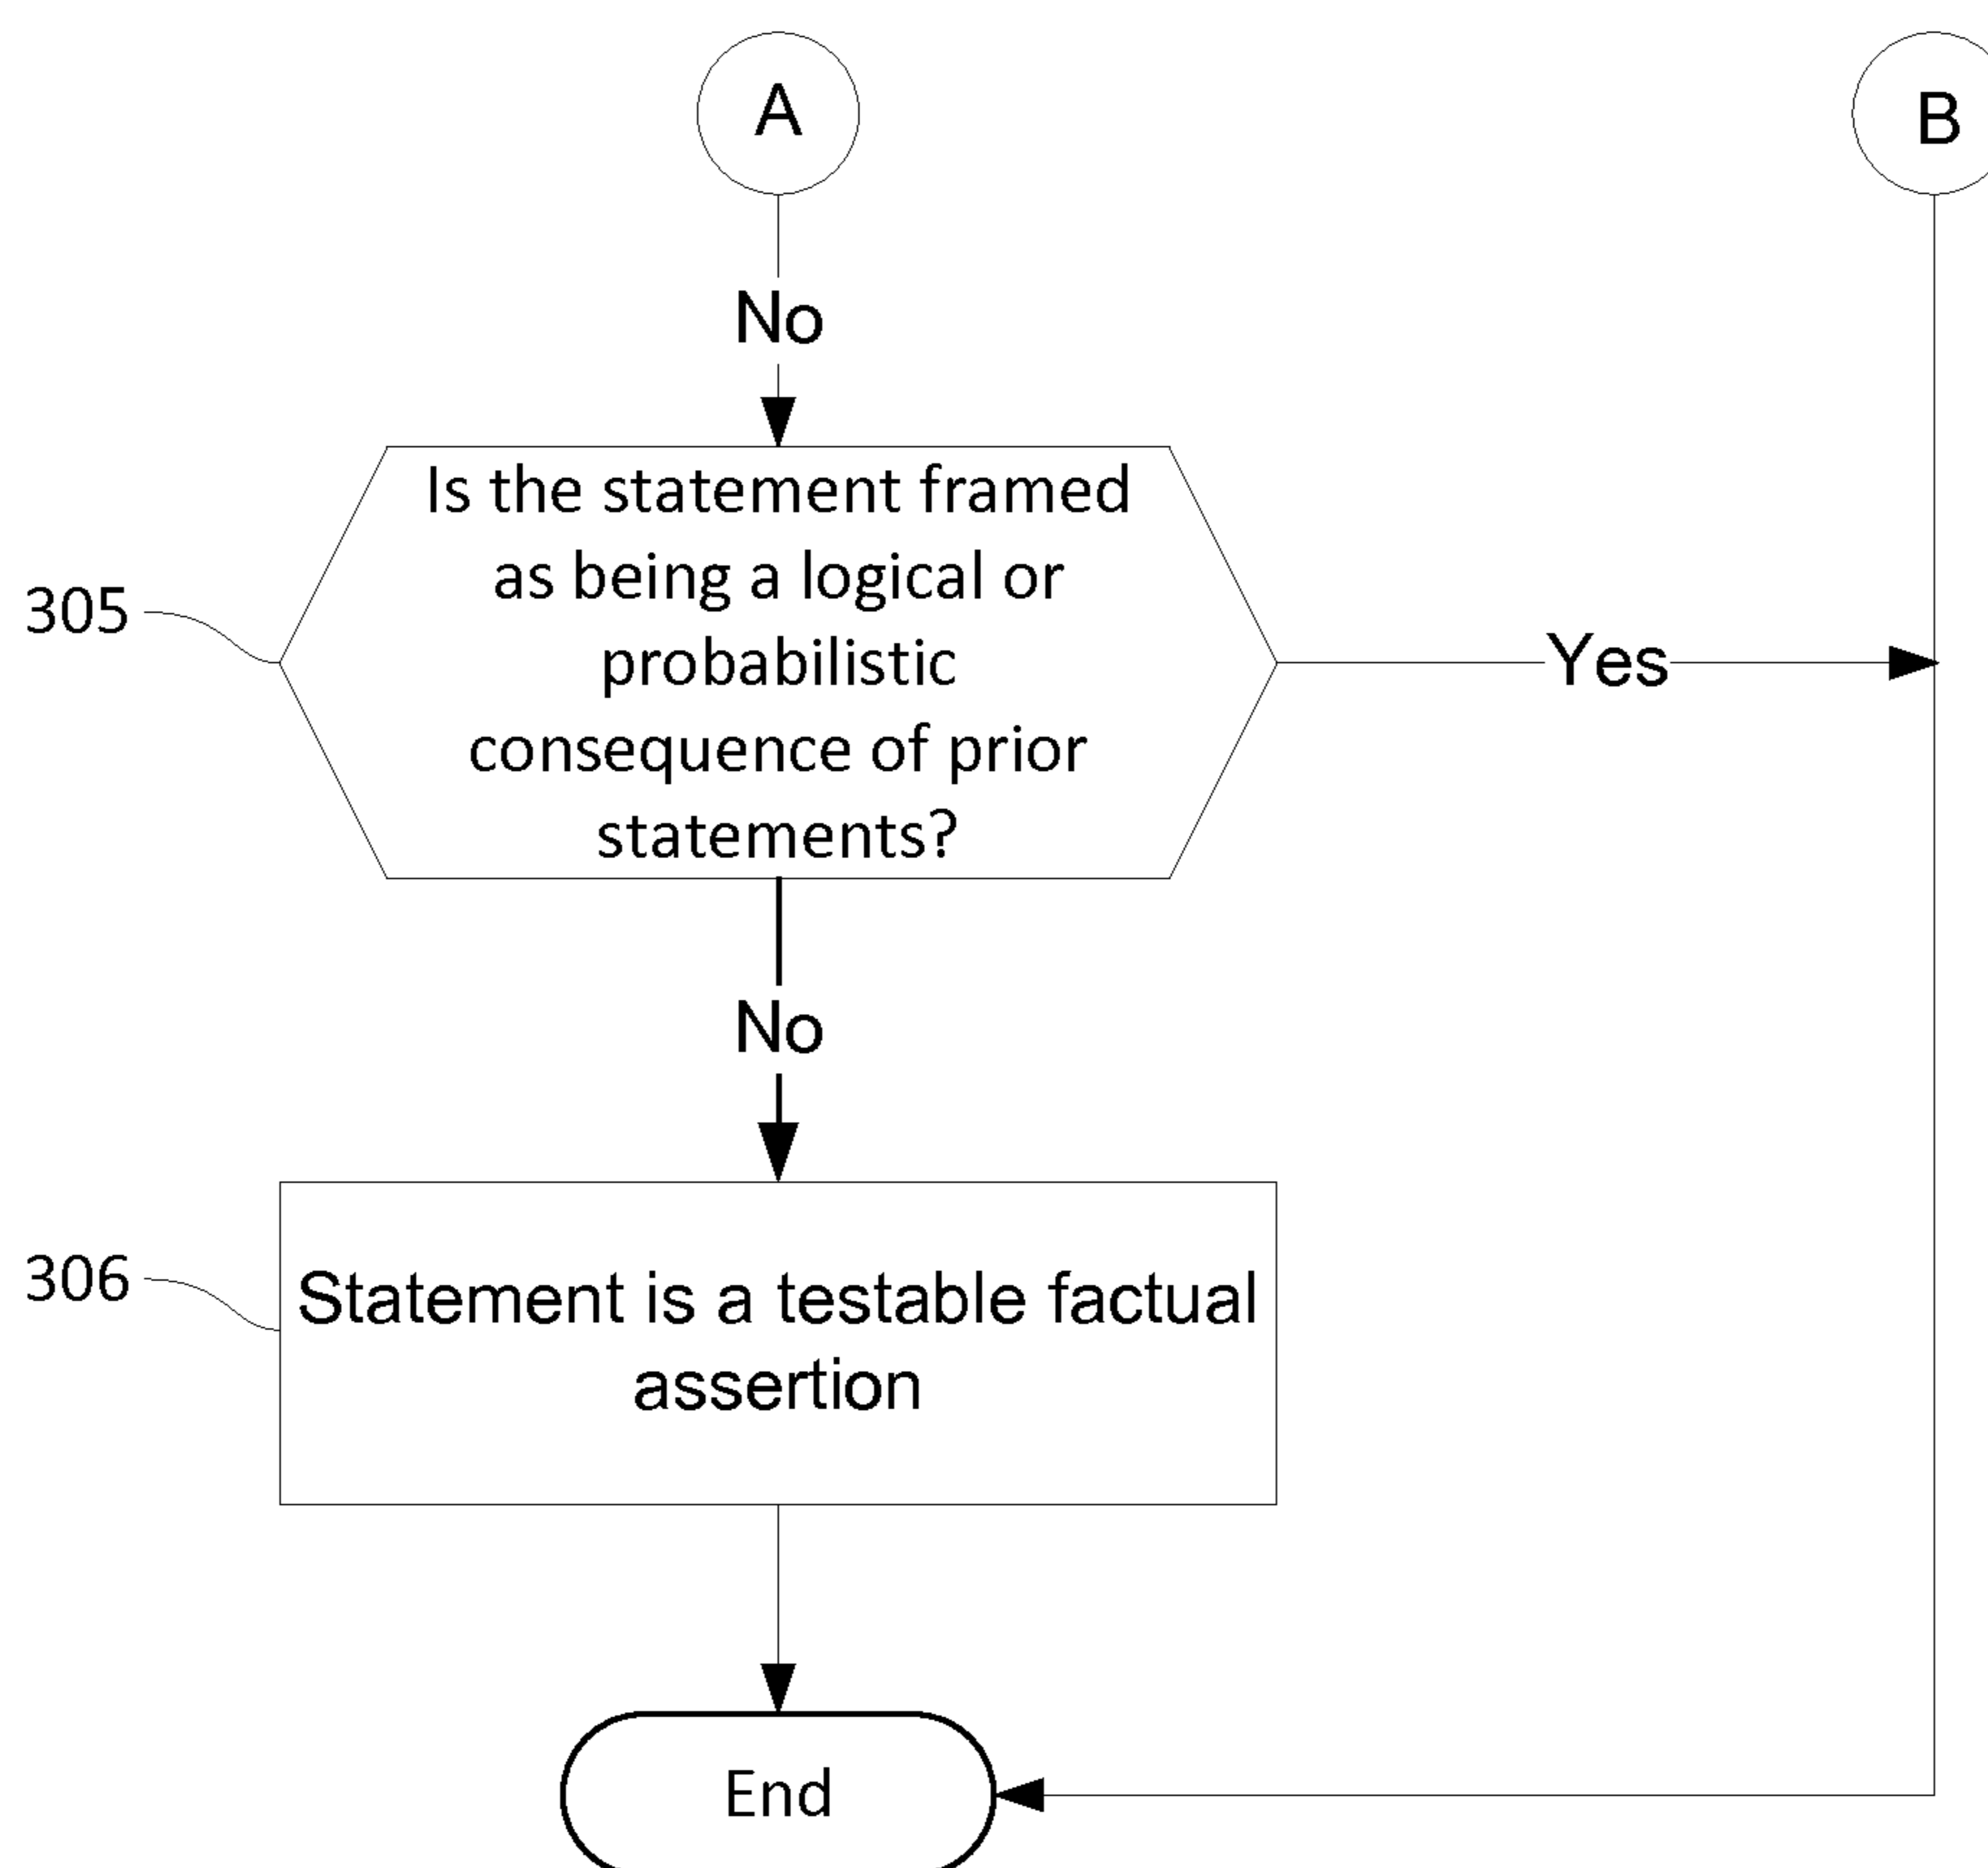 A
B
No
Is the statement framed
as being a logical or
probabilistic
consequence of prior
statements?
305
Yes
No
306
Statement is a testable factual
assertion
End